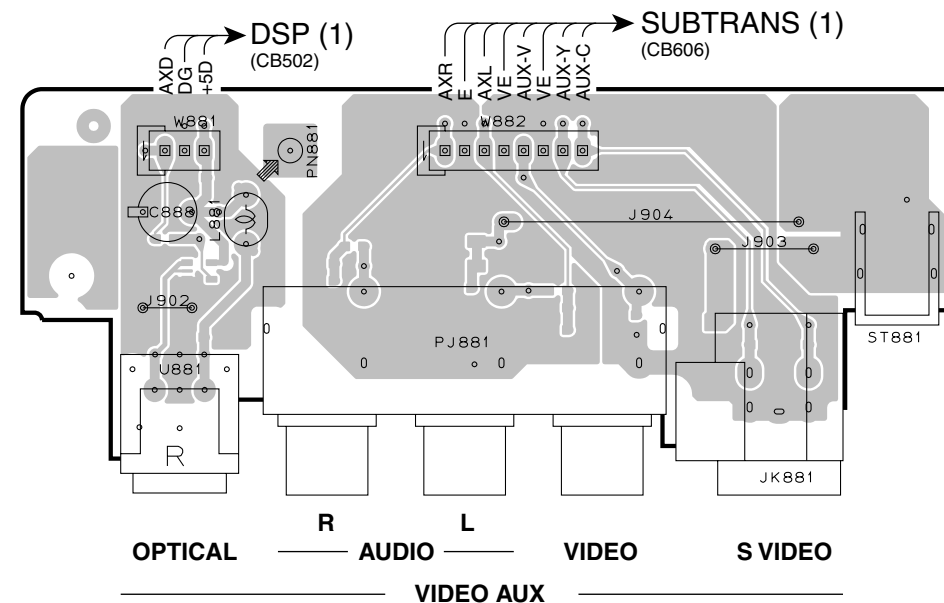 DSP (1)
(CB502)
SUBTRANS (1)
(CB606)
AXD
DG
+5D
AXR
E
AXL
VE
AUX-V
VE
AUX-Y
AUX-C
W881
W882
PN881
C888
L881
J904
J903
J902
ST881
PJ881
U881
R
JK881
R
L
OPTICAL
AUDIO
VIDEO
S VIDEO
VIDEO AUX